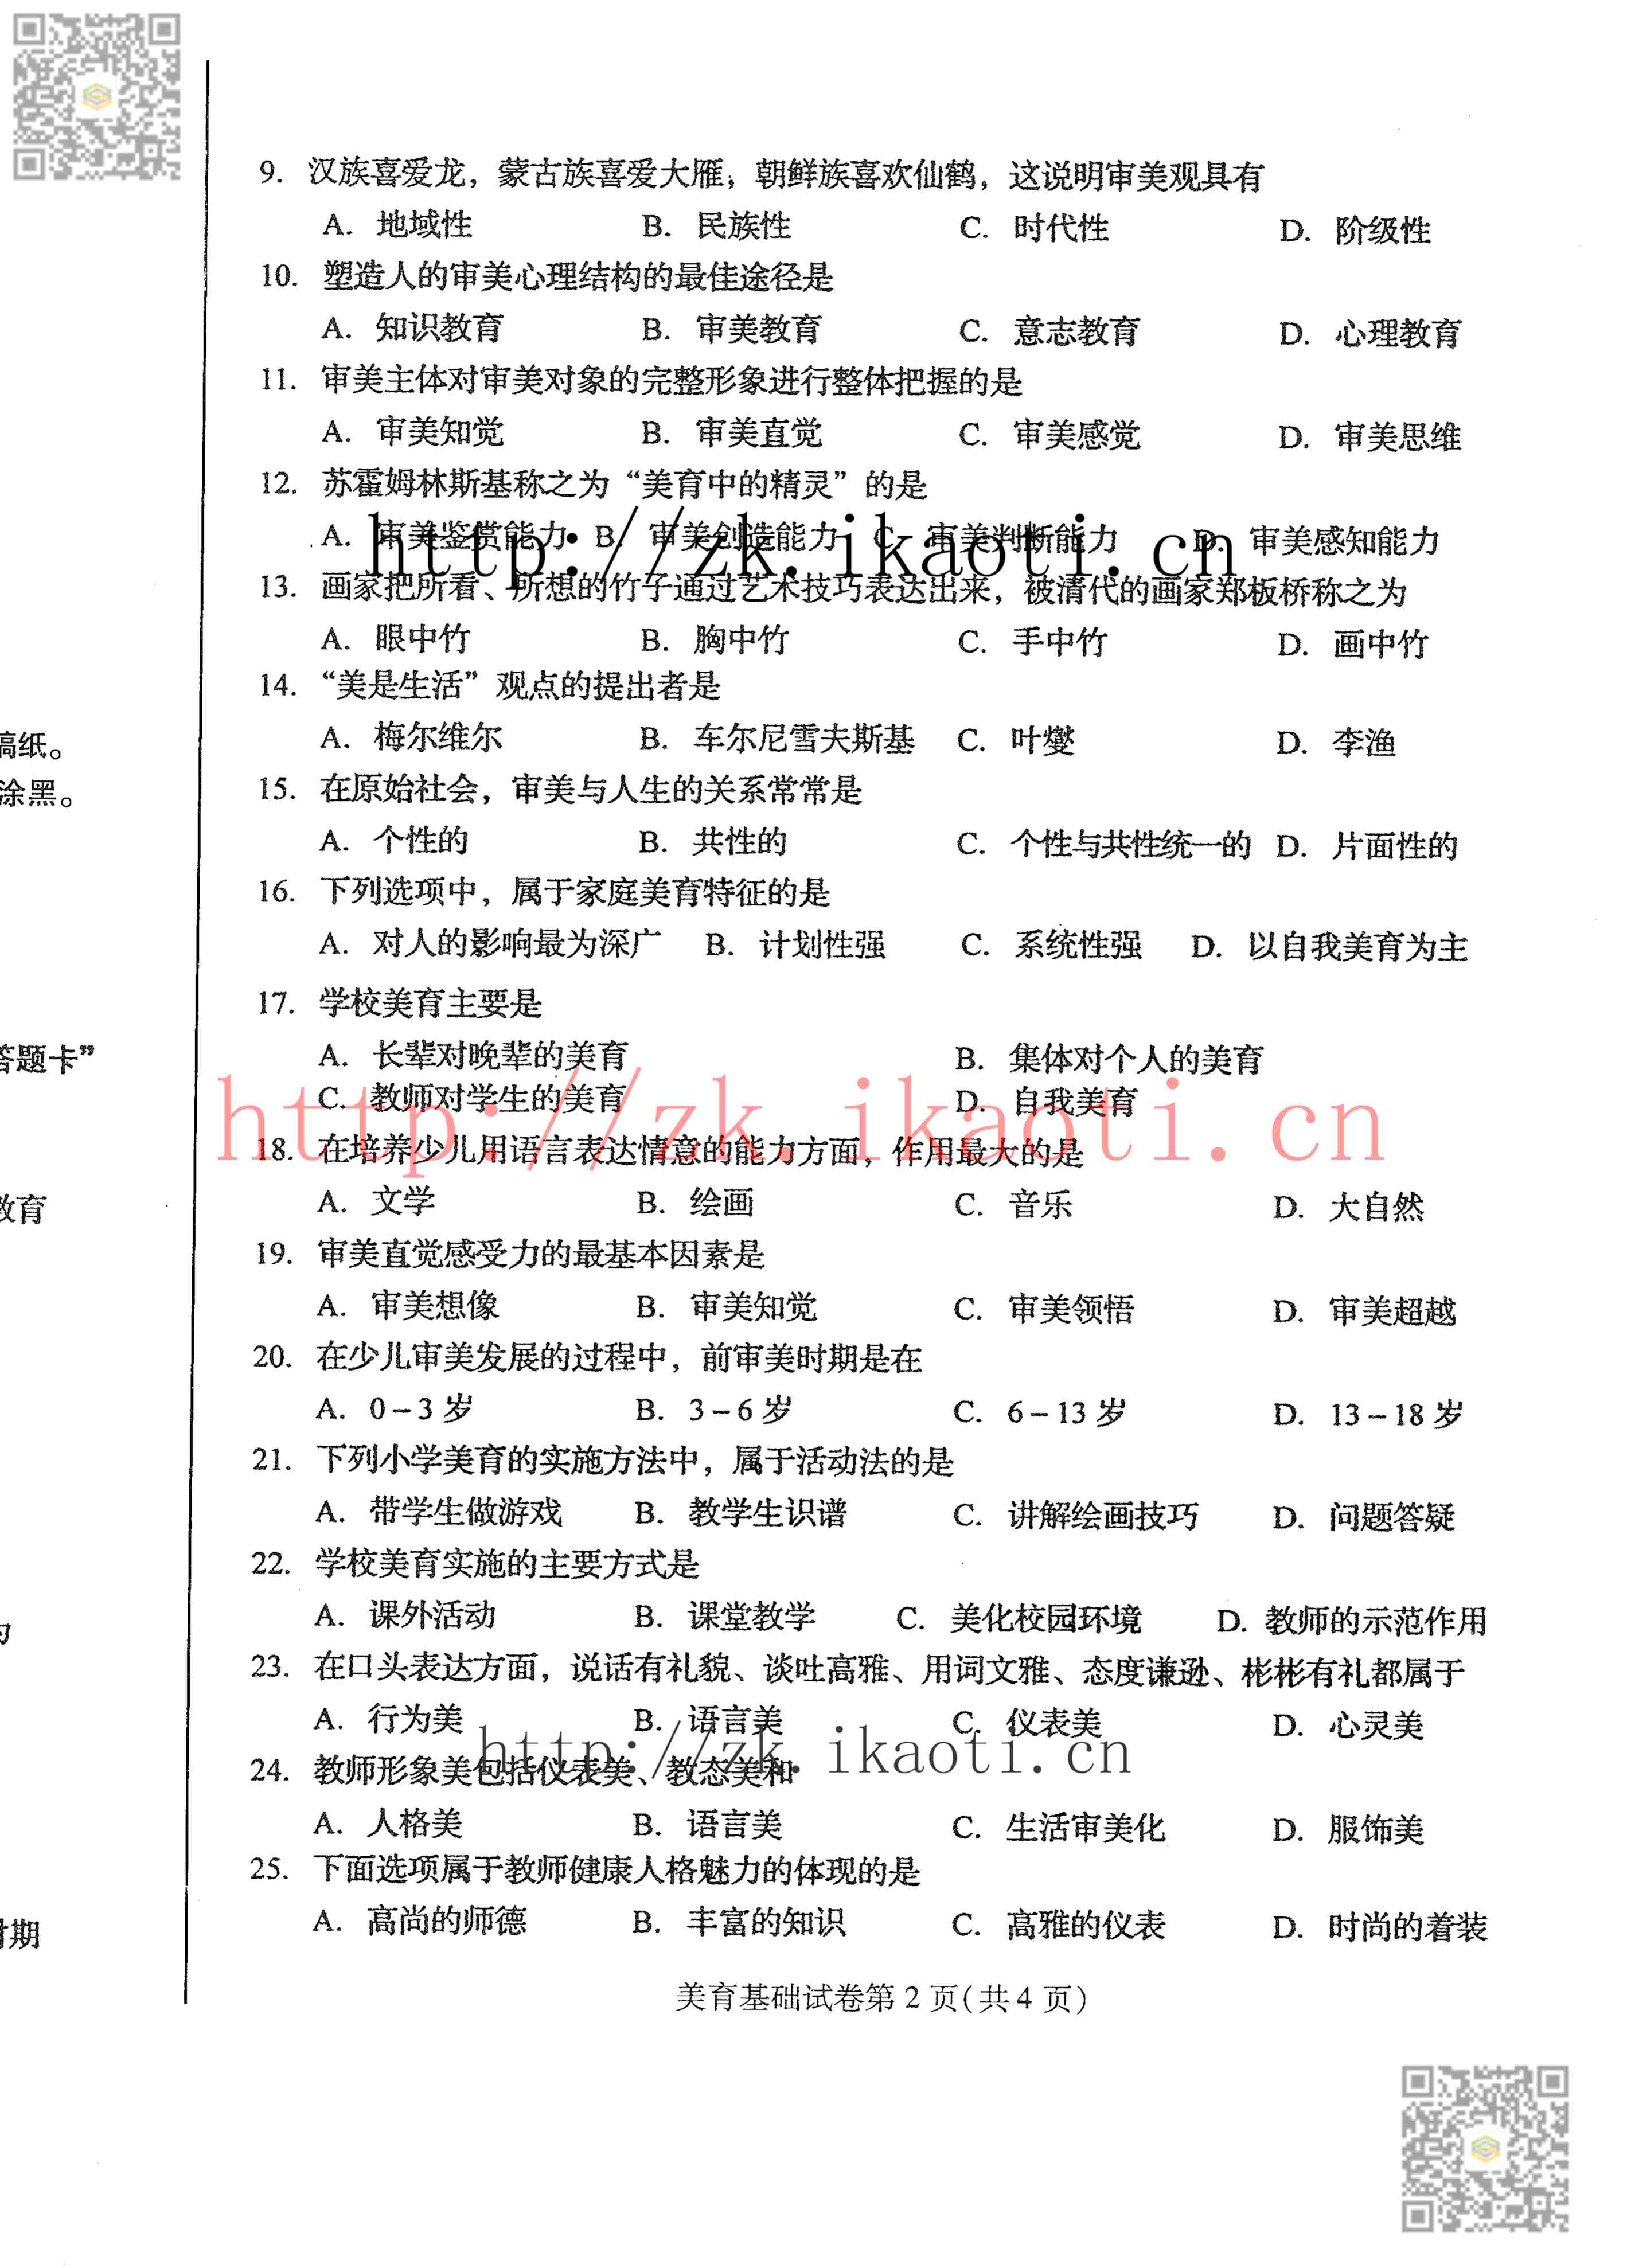 9. 汉族喜爱龙，蒙古族喜爱大雁，朝鲜族喜欢仙鹤，这说明审美观具有
A. 地域性 B. 民族性 C. 时代性 D. 阶级性
10. 塑造人的审美心理结构的最佳途径是
A. 知识教育 B. 审美教育 C. 意志教育 D. 心理教育
11. 审美主体对审美对象的完整形象进行整体把握的是
A. 审美知觉 B. 审美直觉 C. 审美感觉 D. 审美思维
12. 苏霍姆林斯基称之为“美育中的精灵”的是
A. 审美鉴赏能力 B. 审美创造能力 C. 审美判断能力 D. 审美感知能力
http://zk.ikaoti.cn
13. 画家把所看、所想的竹子通过艺术技巧表达出来，被清代的画家郑板桥称之为
A. 眼中竹 B. 胸中竹 C. 手中竹 D. 画中竹
14. “美是生活”观点的提出者是
A. 梅尔维尔 B. 车尔尼雪夫斯基 C. 叶燮 D. 李渔
稿纸。
15. 在原始社会，审美与人生的关系常常是
涂黑。
A. 个性的 B. 共性的 C. 个性与共性统一的 D. 片面性的
16. 下列选项中，属于家庭美育特征的是
A. 对人的影响最为深广 B. 计划性强 C. 系统性强 D. 以自我美育为主
17. 学校美育主要是
答题卡”
A. 长辈对晚辈的美育 B. 集体对个人的美育
C. 教师对学生的美育 D. 自我美育
http://zk.ikaoti.cn
18. 在培养少儿用语言表达情意的能力方面，作用最大的是
教育
A. 文学 B. 绘画 C. 音乐 D. 大自然
19. 审美直觉感受力的最基本因素是
A. 审美想像 B. 审美知觉 C. 审美领悟 D. 审美超越
20. 在少儿审美发展的过程中，前审美时期是在
A. 0－3 岁 B. 3－6 岁 C. 6－13 岁 D. 13－18 岁
21. 下列小学美育的实施方法中，属于活动法的是
A. 带学生做游戏 B. 教学生识谱 C. 讲解绘画技巧 D. 问题答疑
22. 学校美育实施的主要方式是
A. 课外活动 B. 课堂教学 C. 美化校园环境 D. 教师的示范作用
23. 在口头表达方面，说话有礼貌、谈吐高雅、用词文雅、态度谦逊、彬彬有礼都属于
A. 行为美 B. 语言美 C. 仪表美 D. 心灵美
http://zk.ikaoti.cn
24. 教师形象美包括仪表美、教态美和
A. 人格美 B. 语言美 C. 生活审美化 D. 服饰美
25. 下面选项属于教师健康人格魅力的体现的是
A. 高尚的师德 B. 丰富的知识 C. 高雅的仪表 D. 时尚的着装
时期
美育基础试卷第 2 页(共 4 页)